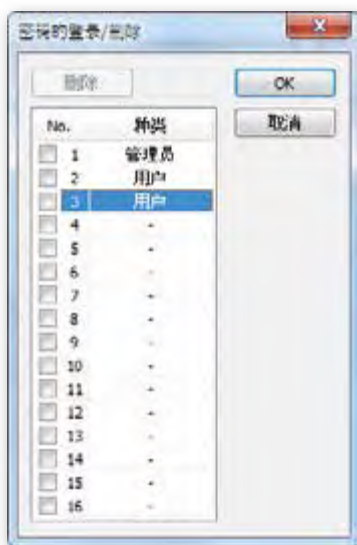 密码的登录/删除
删除
OK
No. 种类
取消
1 管理员
2 用户
3 用户
4 -
5 -
6 -
7 -
8 -
9 -
10 -
11 -
12 -
13 -
14 -
15 -
16 -